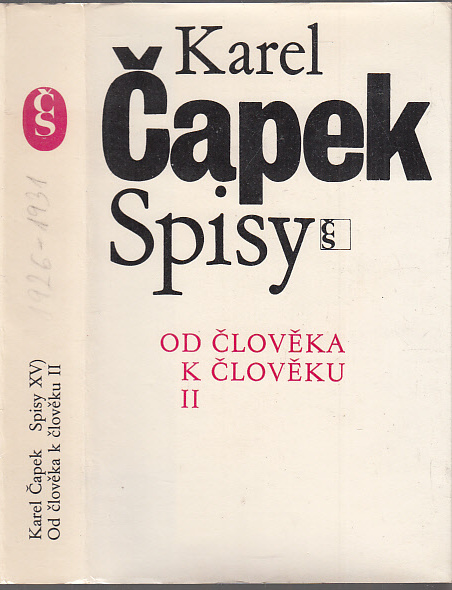 Karel
Čapek
Spisy
ČS
OD ČLOVĚKA
K ČLOVĚKU
II
ČS
1926-1931
Karel Čapek Spisy XV)
Od člověka k člověku II